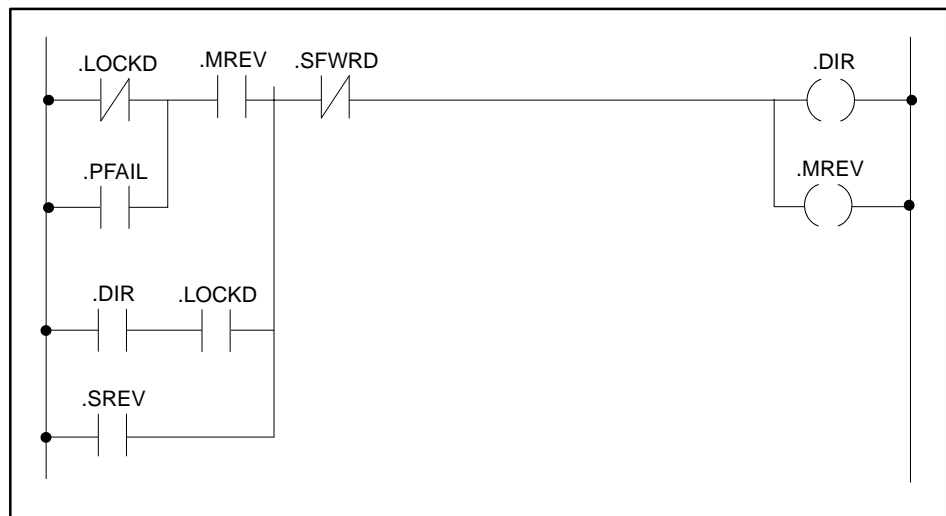 .LOCKD .MREV .SFWRD .DIR
.PFAIL .MREV
.DIR .LOCKD
.SREV